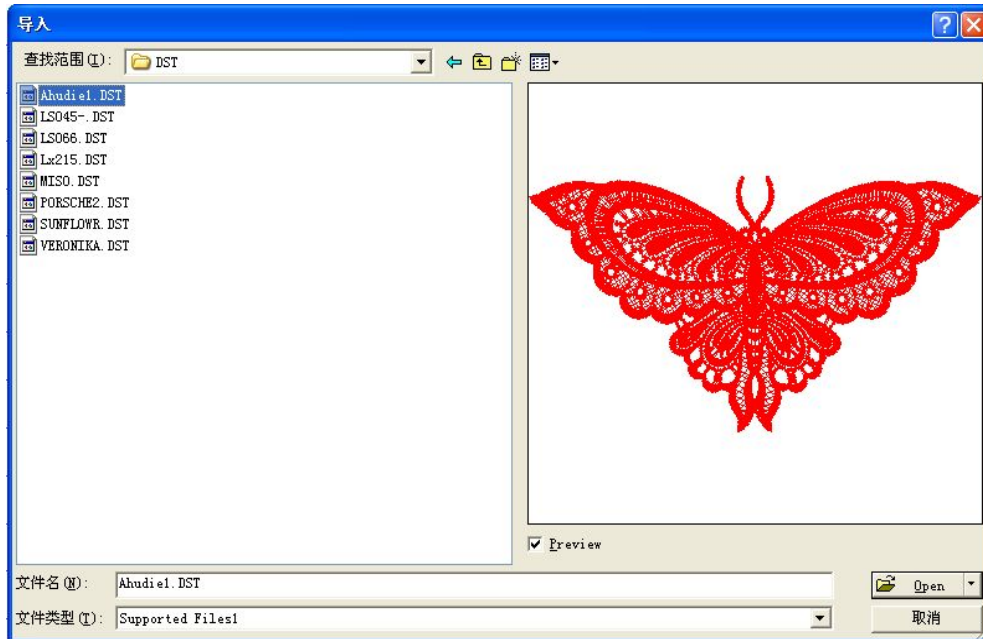 导入
查找范围(I): DST
Ahudie1.DST
LS045-.DST
LS066.DST
Lx215.DST
MISO.DST
PORSCHE2.DST
SUNFLOWR.DST
VERONIKA.DST
Preview
文件名(N): Ahudie1.DST
Open
文件类型(T): Supported Files1
取消